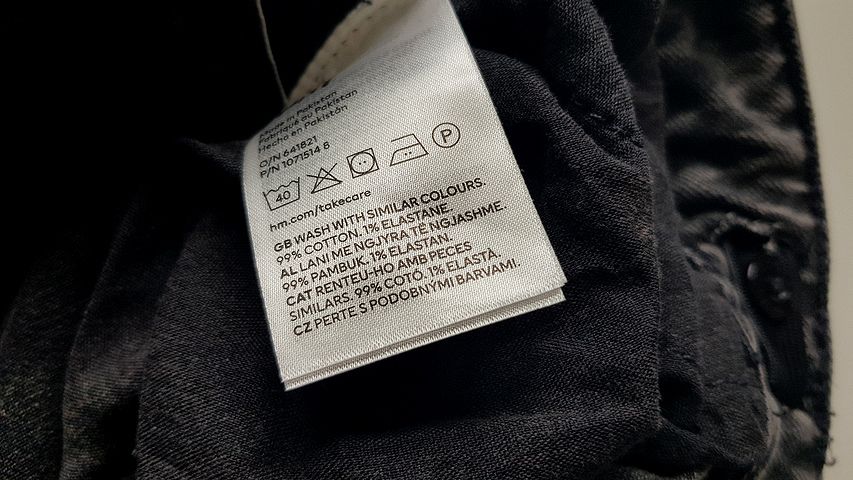 Made in Pakistan
Fabriqué au Pakistan
Hecho en Pakistán
O/N 641821
P/N 1071514 8
40 P
hm.com/takecare
GB WASH WITH SIMILAR COLOURS.
99% COTTON. 1% ELASTANE.
AL LANI ME NGJYRA TË NGJASHME.
99% PAMBUK. 1% ELASTAN.
CAT RENTEU-HO AMB PECES
SIMILARS. 99% COTÓ. 1% ELASTÀ.
CZ PERTE S PODOBNÝMI BARVAMI.